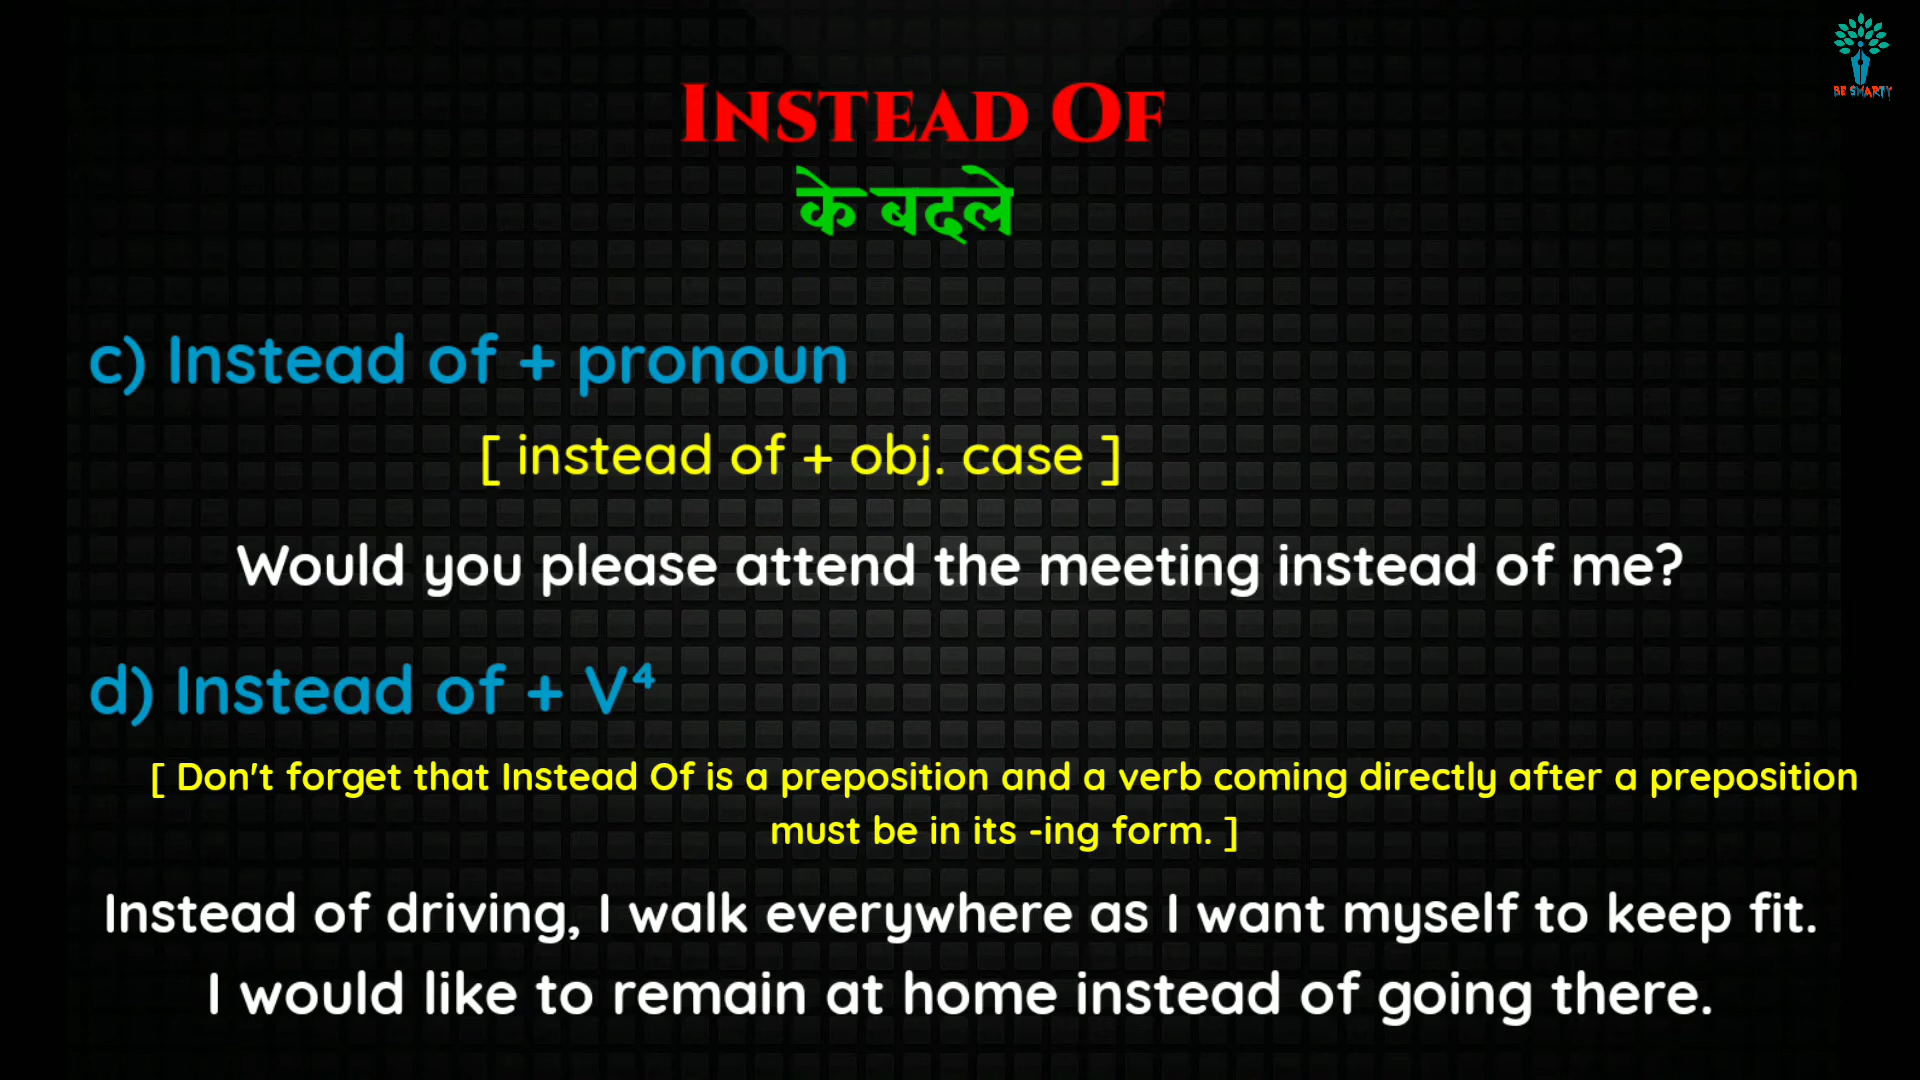 BE SMARTY
INSTEAD OF
के बदले
c) Instead of + pronoun
[ instead of + obj. case ]
Would you please attend the meeting instead of me?
d) Instead of + V⁴
[ Don't forget that Instead Of is a preposition and a verb coming directly after a preposition
must be in its -ing form. ]
Instead of driving, I walk everywhere as I want myself to keep fit.
I would like to remain at home instead of going there.